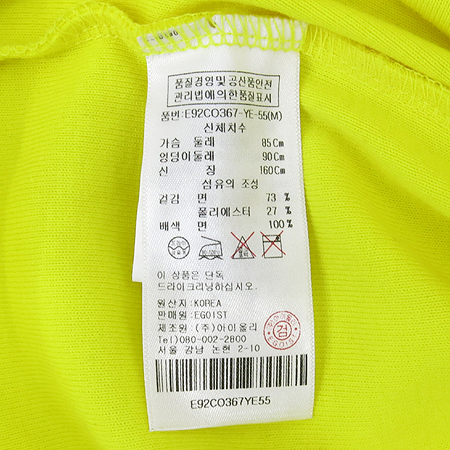 품질경영및 공산품안전
관리법에의한품질표시
품번: E92CO367-YE-55(M)
신체치수
가슴 둘레 85Cm
엉덩이둘레 90Cm
신 장 160Cm
섬유의 조성
겉감 면 73 %
폴리에스터 27 %
배색 면 100%
이 상품은 단독
드라이크리닝하십시오.
원산지: KOREA
판매원: EGOIST
제조원: (주)아이올리
Tel)080-002-2800
서울 강남 논현 2-10
검
E92CO367YE55